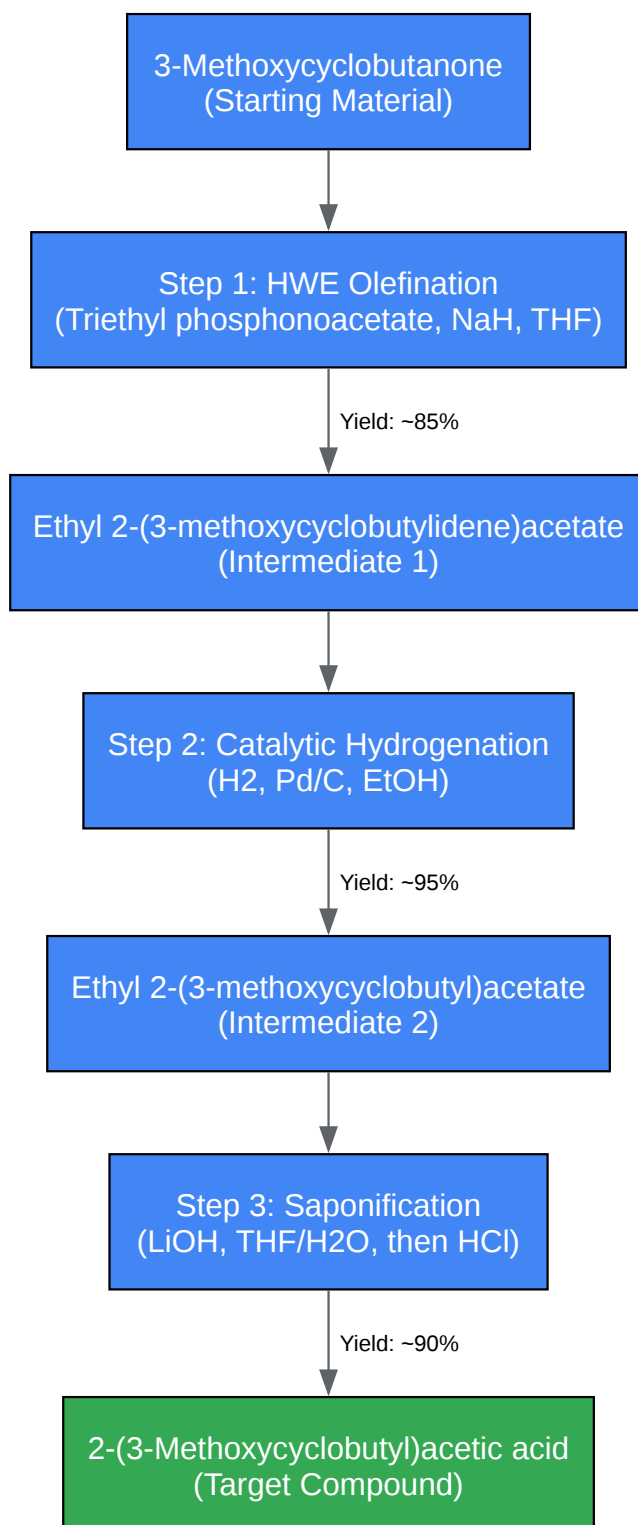 3-Methoxycyclobutanone
(Starting Material)
Step 1: HWE Olefination
(Triethyl phosphonoacetate, NaH, THF)
Yield: ~85%
Ethyl 2-(3-methoxycyclobutylidene)acetate
(Intermediate 1)
Step 2: Catalytic Hydrogenation
(H2, Pd/C, EtOH)
Yield: ~95%
Ethyl 2-(3-methoxycyclobutyl)acetate
(Intermediate 2)
Step 3: Saponification
(LiOH, THF/H2O, then HCl)
Yield: ~90%
2-(3-Methoxycyclobutyl)acetic acid
(Target Compound)